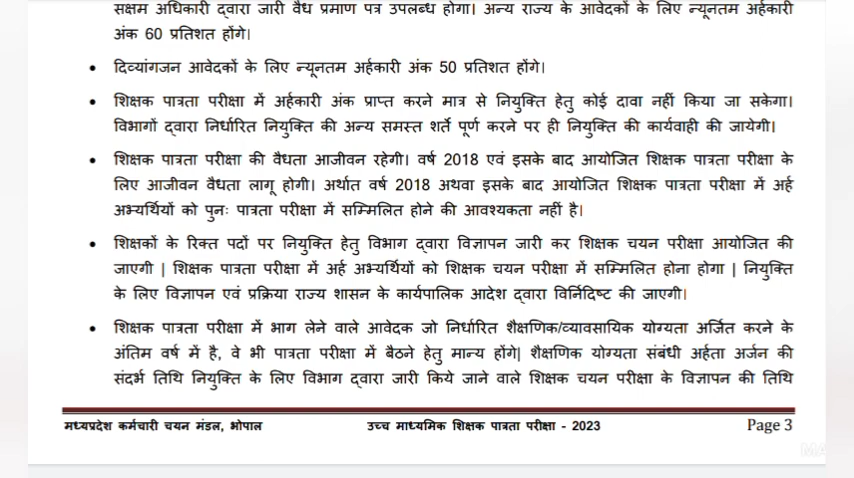 सक्षम अधिकारी द्वारा जारी वैध प्रमाण पत्र उपलब्ध होगा। अन्य राज्य के आवेदकों के लिए न्यूनतम अर्हकारी
अंक 60 प्रतिशत होंगे।
• दिव्यांगजन आवेदकों के लिए न्यूनतम अर्हकारी अंक 50 प्रतिशत होंगे।
• शिक्षक पात्रता परीक्षा में अर्हकारी अंक प्राप्त करने मात्र से नियुक्ति हेतु कोई दावा नहीं किया जा सकेगा।
विभागों द्वारा निर्धारित नियुक्ति की अन्य समस्त शर्ते पूर्ण करने पर ही नियुक्ति की कार्यवाही की जायेगी।
• शिक्षक पात्रता परीक्षा की वैधता आजीवन रहेगी। वर्ष 2018 एवं इसके बाद आयोजित शिक्षक पात्रता परीक्षा के
लिए आजीवन वैधता लागू होगी। अर्थात वर्ष 2018 अथवा इसके बाद आयोजित शिक्षक पात्रता परीक्षा में अर्ह
अभ्यर्थियों को पुनः पात्रता परीक्षा में सम्मिलित होने की आवश्यकता नहीं है।
• शिक्षकों के रिक्त पदों पर नियुक्ति हेतु विभाग द्वारा विज्ञापन जारी कर शिक्षक चयन परीक्षा आयोजित की
जाएगी | शिक्षक पात्रता परीक्षा में अर्ह अभ्यर्थियों को शिक्षक चयन परीक्षा में सम्मिलित होना होगा | नियुक्ति
के लिए विज्ञापन एवं प्रक्रिया राज्य शासन के कार्यपालिक आदेश द्वारा विनिर्दिष्ट की जाएगी।
• शिक्षक पात्रता परीक्षा में भाग लेने वाले आवेदक जो निर्धारित शैक्षणिक/व्यावसायिक योग्यता अर्जित करने के
अंतिम वर्ष में है, वे भी पात्रता परीक्षा में बैठने हेतु मान्य होंगे| शैक्षणिक योग्यता संबंधी अर्हता अर्जन की
संदर्भ तिथि नियुक्ति के लिए विभाग द्वारा जारी किये जाने वाले शिक्षक चयन परीक्षा के विज्ञापन की तिथि
मध्यप्रदेश कर्मचारी चयन मंडल, भोपाल उच्च माध्यमिक शिक्षक पात्रता परीक्षा - 2023 Page 3